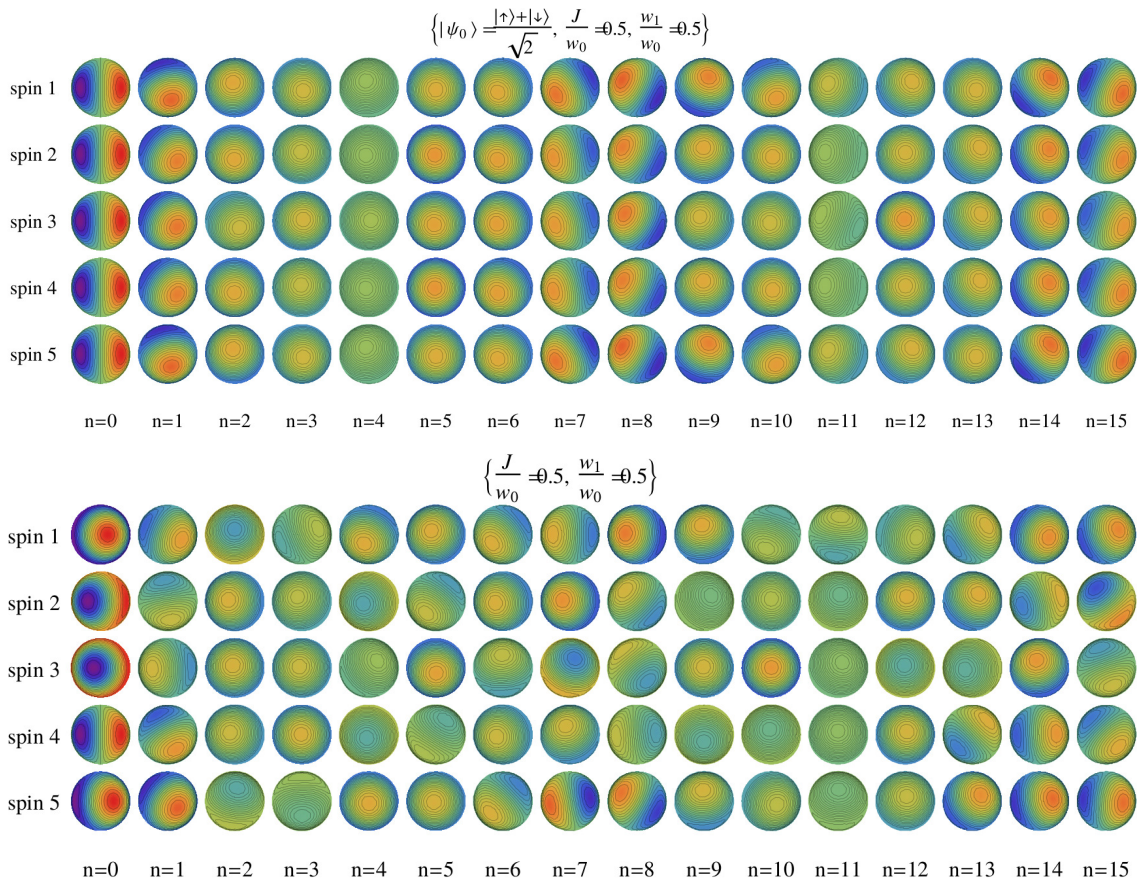 {|ψ₀⟩ = (|↑⟩+|↓⟩)/√2, J/w₀ = 0.5, w₁/w₀ = 0.5}
spin 1
spin 2
spin 3
spin 4
spin 5
n=0 n=1 n=2 n=3 n=4 n=5 n=6 n=7 n=8 n=9 n=10 n=11 n=12 n=13 n=14 n=15
{J/w₀ = 0.5, w₁/w₀ = 0.5}
spin 1
spin 2
spin 3
spin 4
spin 5
n=0 n=1 n=2 n=3 n=4 n=5 n=6 n=7 n=8 n=9 n=10 n=11 n=12 n=13 n=14 n=15